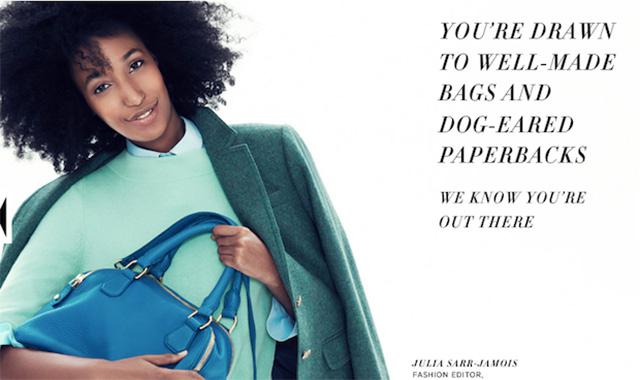 YOU'RE DRAWN
TO WELL-MADE
BAGS AND
DOG-EARED
PAPERBACKS
WE KNOW YOU'RE
OUT THERE
JULIA SARR-JAMOIS
FASHION EDITOR,